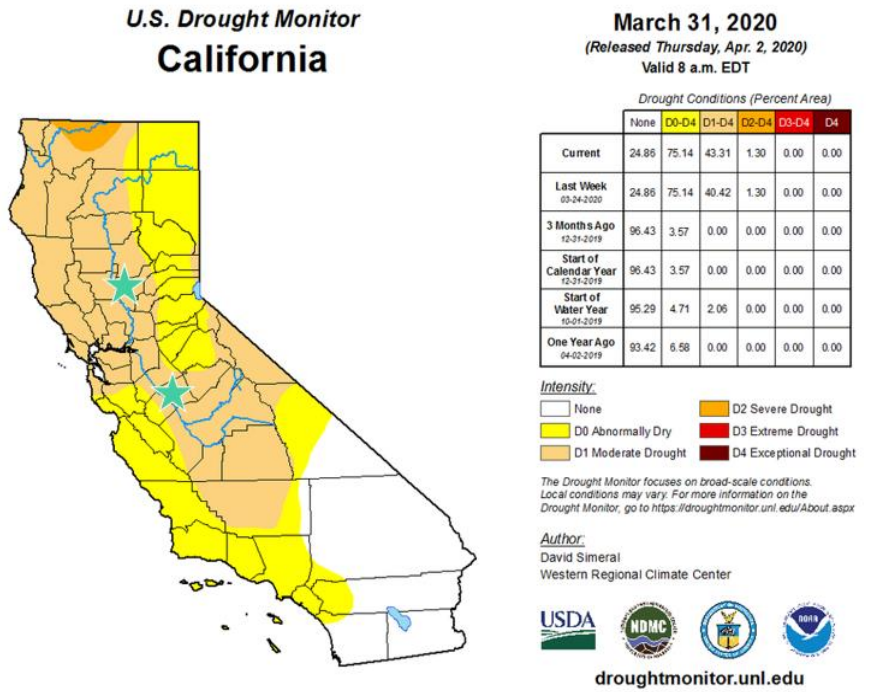 U.S. Drought Monitor
California
March 31, 2020
(Released Thursday, Apr. 2, 2020)
Valid 8 a.m. EDT
Drought Conditions (Percent Area)
None D0-D4 D1-D4 D2-D4 D3-D4 D4
Current 24.86 75.14 43.31 1.30 0.00 0.00
Last Week
03-24-2020 24.86 75.14 40.42 1.30 0.00 0.00
3 Months Ago
12-31-2019 96.43 3.57 0.00 0.00 0.00 0.00
Start of
Calendar Year
12-31-2019 96.43 3.57 0.00 0.00 0.00 0.00
Start of
Water Year
10-01-2019 95.29 4.71 2.06 0.00 0.00 0.00
One Year Ago
04-02-2019 93.42 6.58 0.00 0.00 0.00 0.00
Intensity:
None
D0 Abnormally Dry
D1 Moderate Drought
D2 Severe Drought
D3 Extreme Drought
D4 Exceptional Drought
The Drought Monitor focuses on broad-scale conditions.
Local conditions may vary. For more information on the
Drought Monitor, go to https://droughtmonitor.unl.edu/About.aspx
Author:
David Simeral
Western Regional Climate Center
USDA
NDMC
NOAA
droughtmonitor.unl.edu